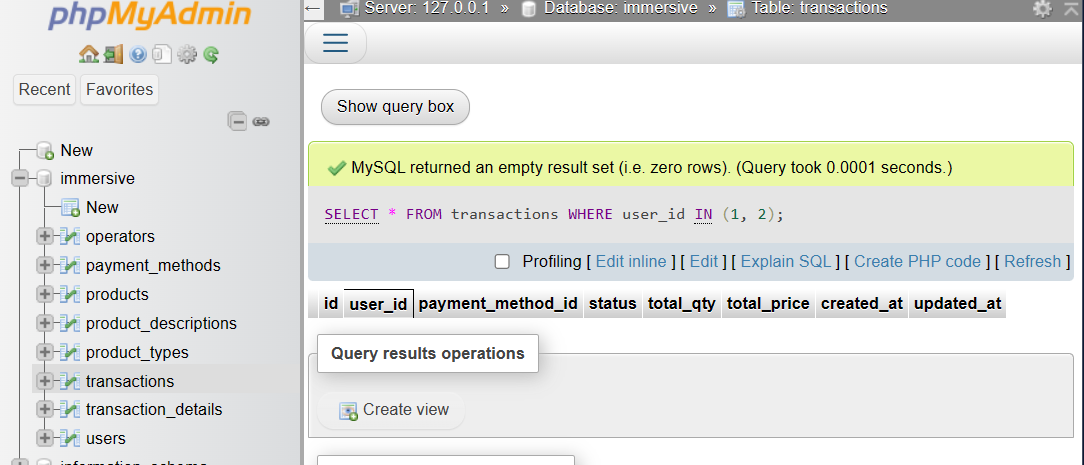 phpMyAdmin
Recent Favorites
New
immersive
New
operators
payment_methods
products
product_descriptions
product_types
transactions
transaction_details
users
Server: 127.0.0.1 » Database: immersive » Table: transactions
Show query box
MySQL returned an empty result set (i.e. zero rows). (Query took 0.0001 seconds.)
SELECT * FROM transactions WHERE user_id IN (1, 2);
Profiling [ Edit inline ] [ Edit ] [ Explain SQL ] [ Create PHP code ] [ Refresh ]
id user_id payment_method_id status total_qty total_price created_at updated_at
Query results operations
Create view